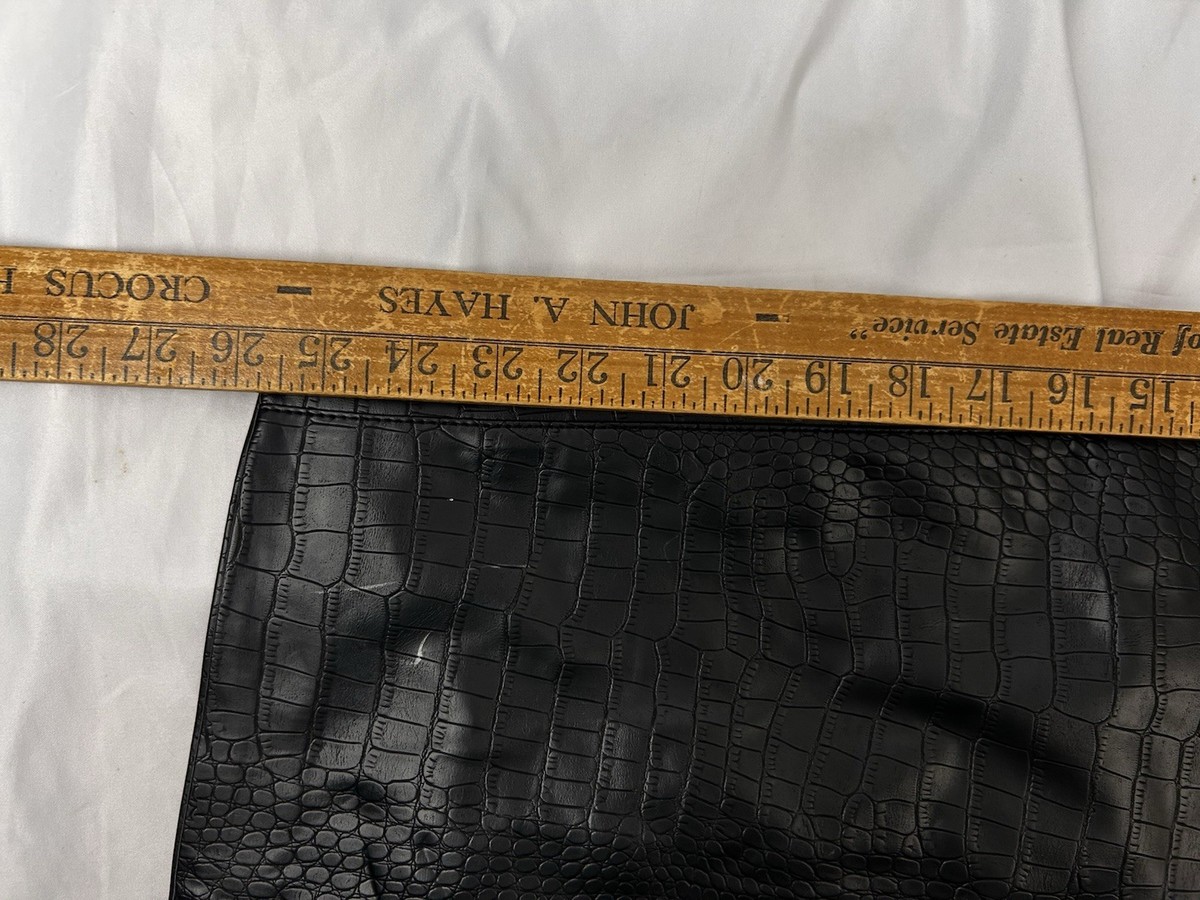 15 16 17 18 19 20 21 22 23 24 25 26 27 28
of Real Estate Service” – JOHN A. HAYES – CROCUS